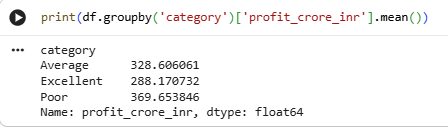 print(df.groupby('category')['profit_crore_inr'].mean())
category
Average      328.606061
Excellent    288.170732
Poor         369.653846
Name: profit_crore_inr, dtype: float64